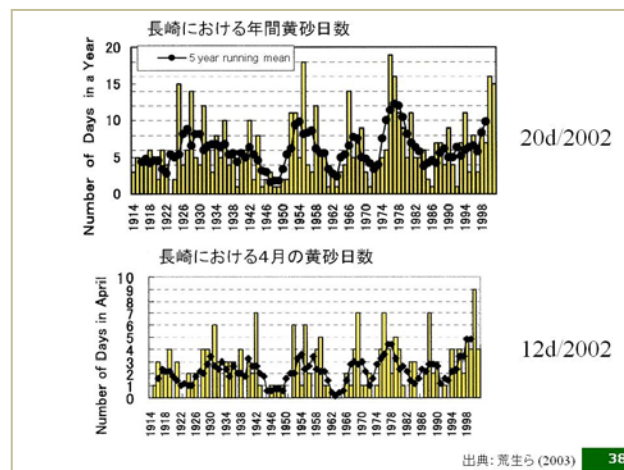 長崎における年間黄砂日数
Number of Days in a Year
20
15
10
5
0
5 year running mean
1914 1918 1922 1926 1930 1934 1938 1942 1946 1950 1954 1958 1962 1966 1970 1974 1978 1982 1986 1990 1994 1998
20d/2002
長崎における4月の黄砂日数
Number of Days in April
10
9
8
7
6
5
4
3
2
1
0
1914 1918 1922 1926 1930 1934 1938 1942 1946 1950 1954 1958 1962 1966 1970 1974 1978 1982 1986 1990 1994 1998
12d/2002
出典: 荒生ら (2003)
38